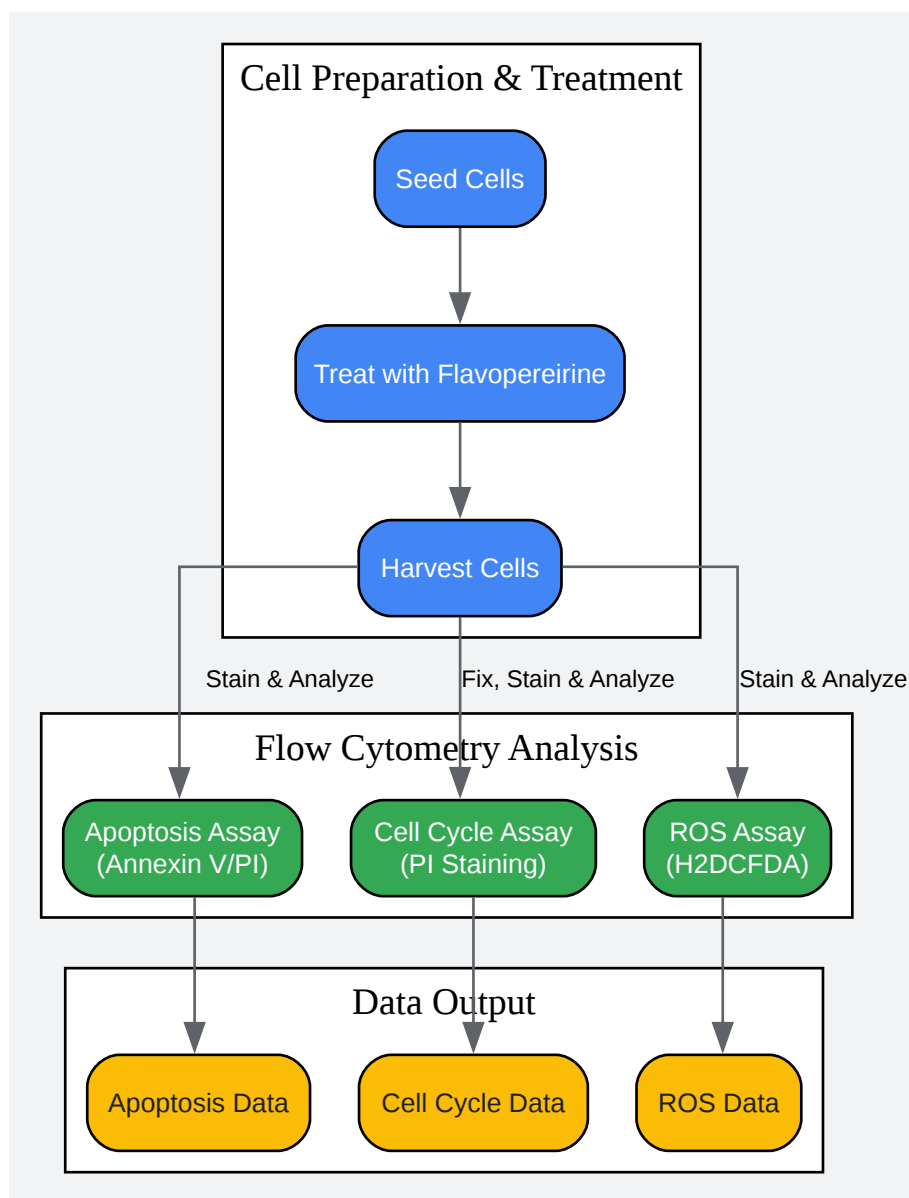 Cell Preparation & Treatment
Seed Cells
Treat with Flavopereirine
Harvest Cells
Stain & Analyze
Fix, Stain & Analyze
Stain & Analyze
Flow Cytometry Analysis
Apoptosis Assay
(Annexin V/PI)
Cell Cycle Assay
(PI Staining)
ROS Assay
(H2DCFDA)
Data Output
Apoptosis Data
Cell Cycle Data
ROS Data